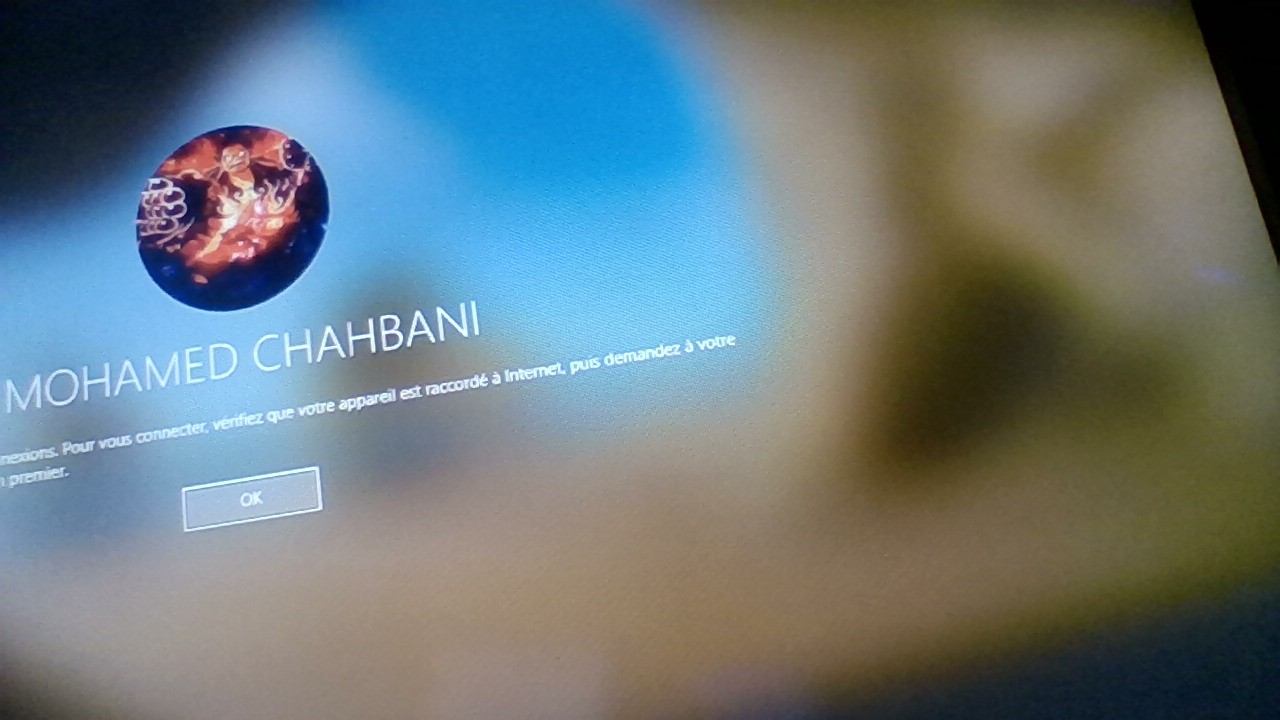 MOHAMED CHAHBANI
nexions. Pour vous connecter, vérifiez que votre appareil est raccordé à Internet, puis demandez à votre
premier.
OK